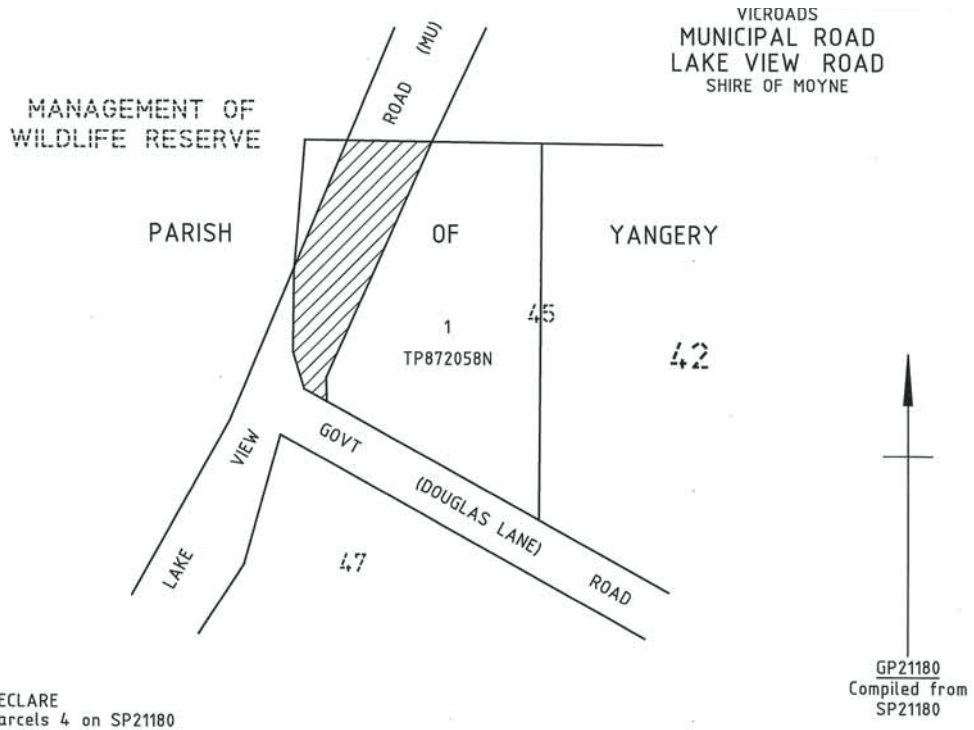 VICROADS
MUNICIPAL ROAD
LAKE VIEW ROAD
SHIRE OF MOYNE
ROAD (MU)
MANAGEMENT OF
WILDLIFE RESERVE
PARISH OF YANGERY
45
1
TP872058N
42
GOVT (DOUGLAS LANE) ROAD
LAKE VIEW
47
GP21180
Compiled from
SP21180
ECLARE
arcels 4 on SP21180